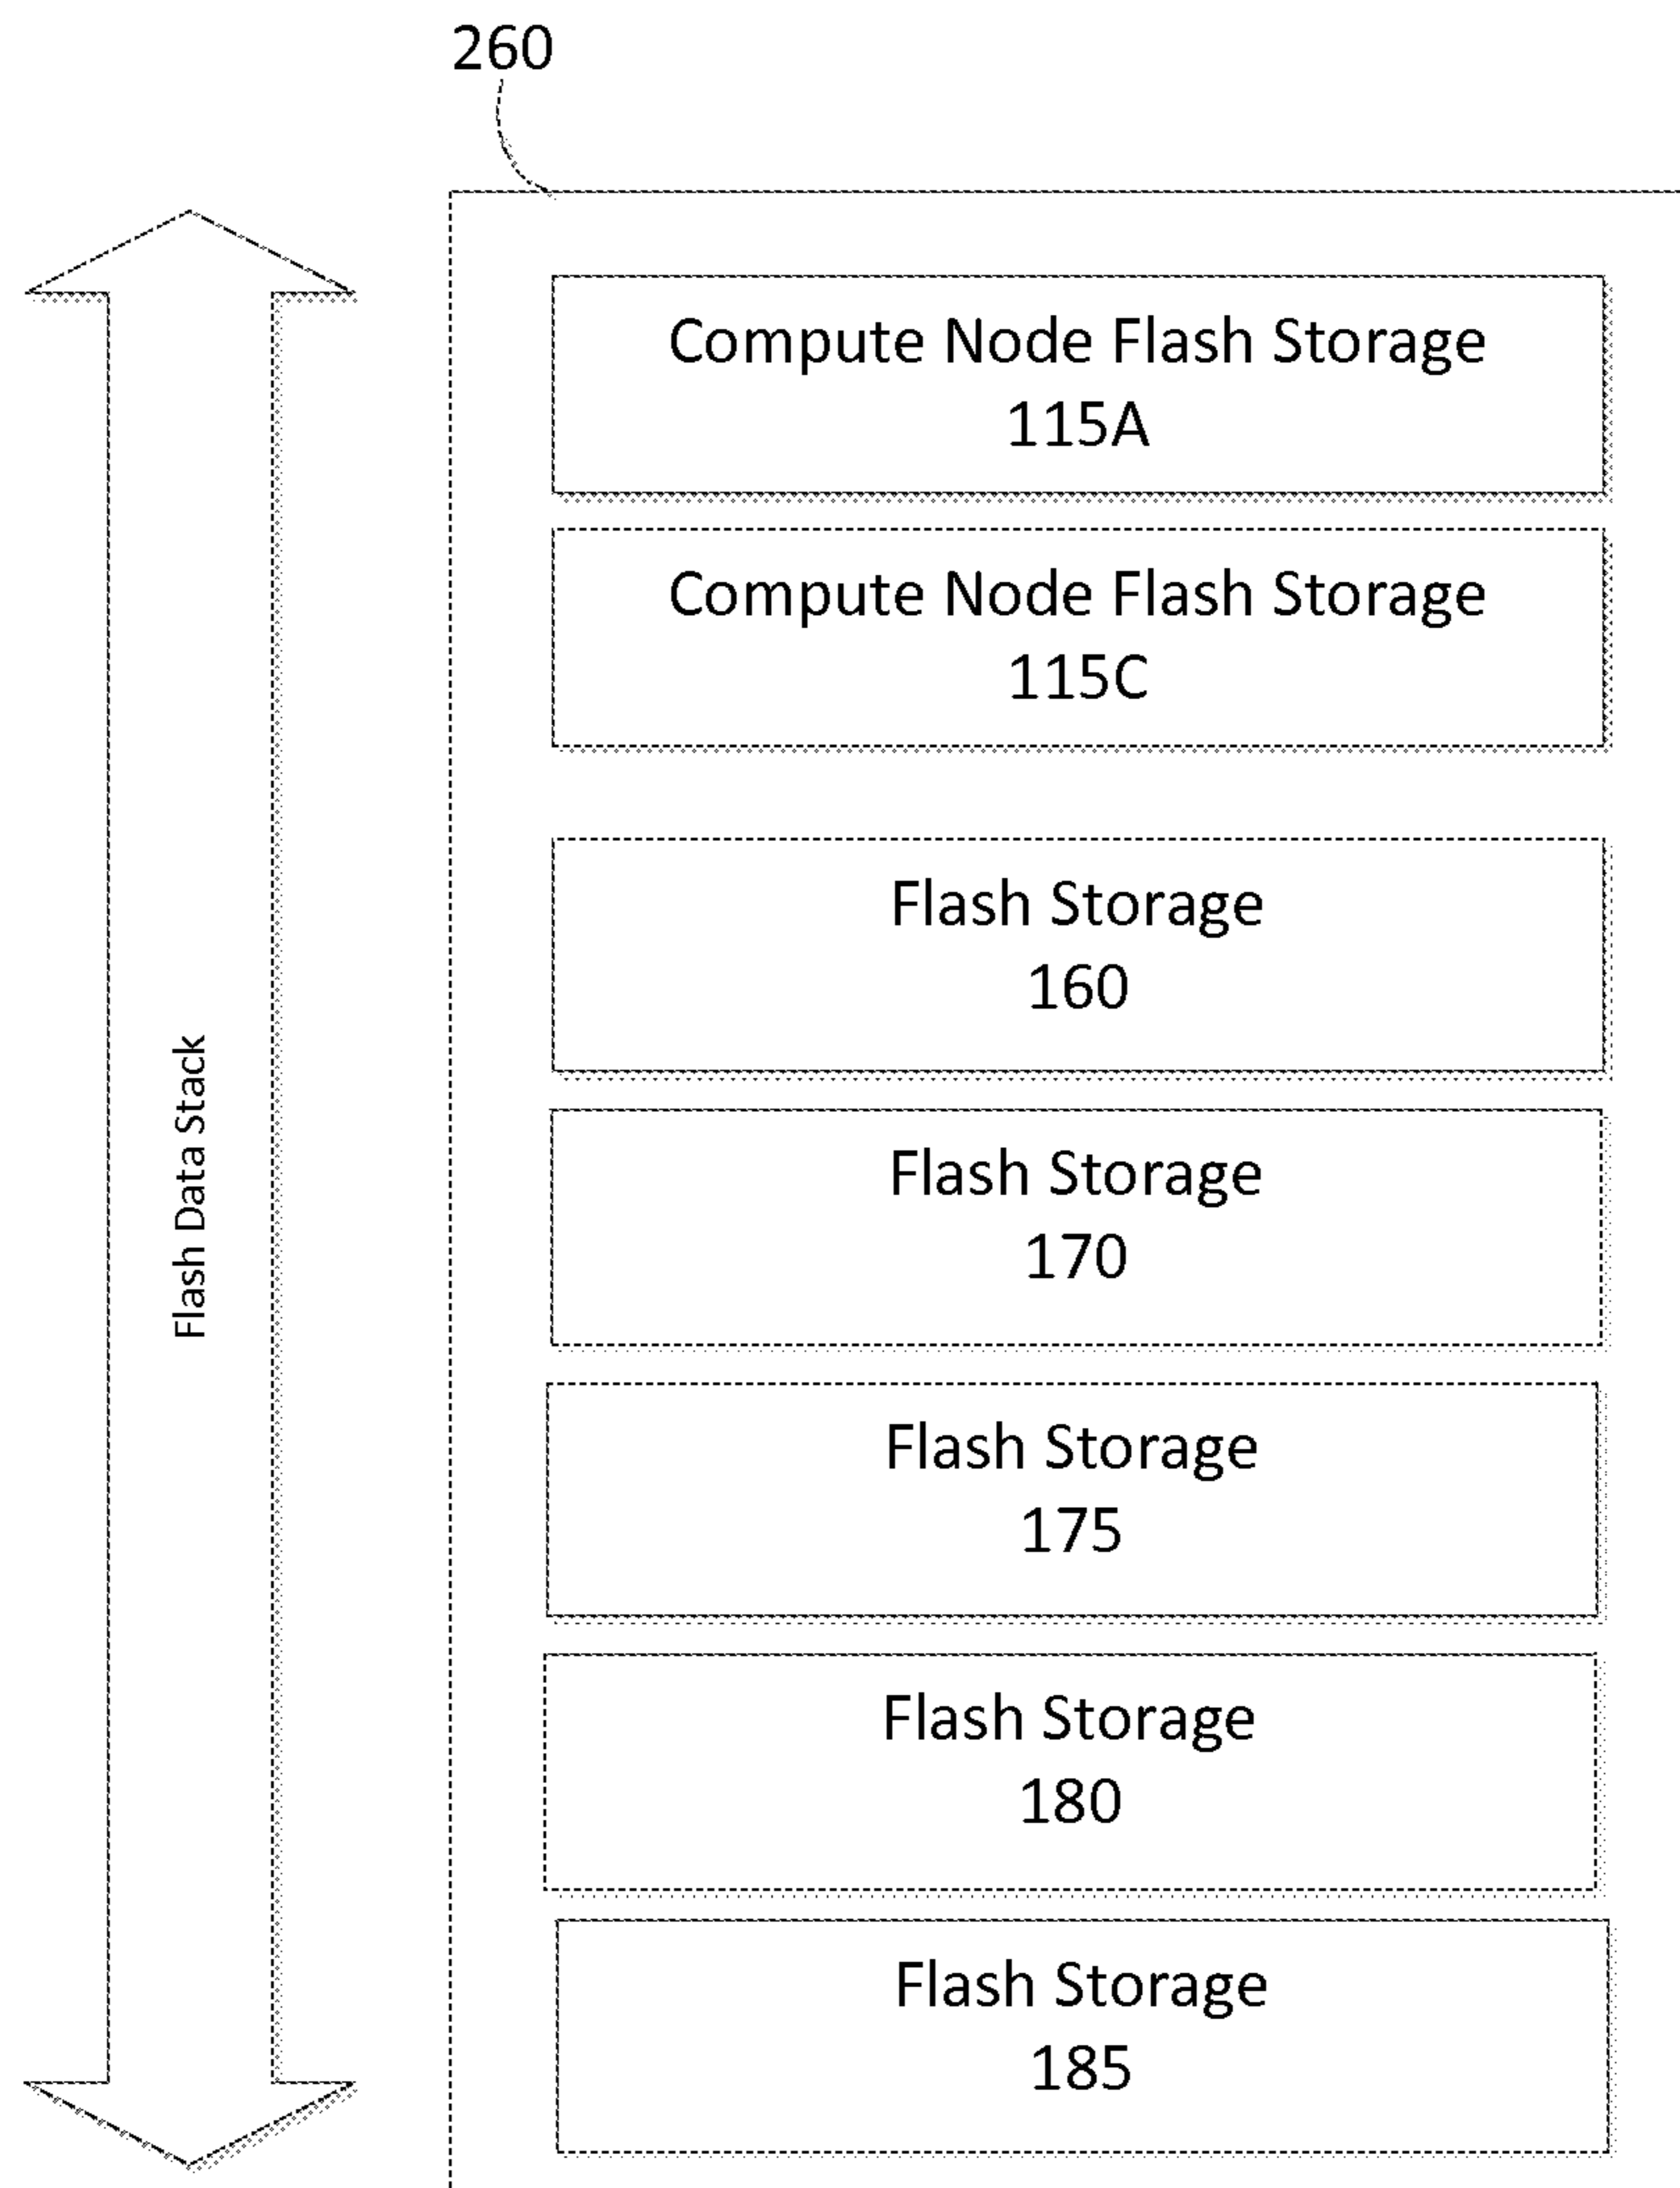 260
Compute Node Flash Storage
115A
Compute Node Flash Storage
115C
Flash Storage
160
Flash Data Stack
Flash Storage
170
Flash Storage
175
Flash Storage
180
Flash Storage
185